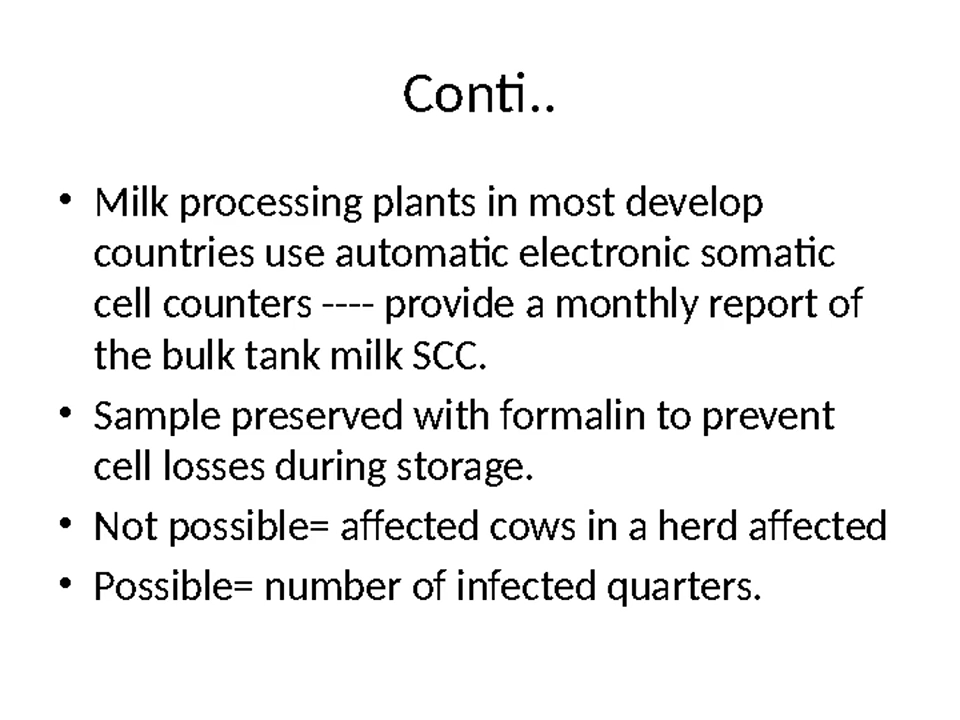 Conti..
• Milk processing plants in most develop
countries use automatic electronic somatic
cell counters ---- provide a monthly report of
the bulk tank milk SCC.
• Sample preserved with formalin to prevent
cell losses during storage.
• Not possible= affected cows in a herd affected
• Possible= number of infected quarters.